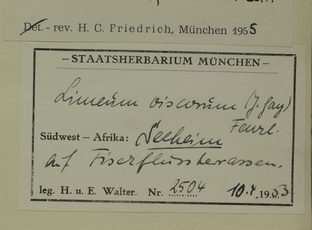 Det. - rev. H. C. Friedrich, München 1955
– STAATSHERBARIUM MÜNCHEN –
Limeum viscosum (J. Gay)
Fenzl.
Südwest – Afrika: Seeheim
auf Fischflussterrassen.
leg. H. u. E. Walter. Nr. 2504 10.4.1953